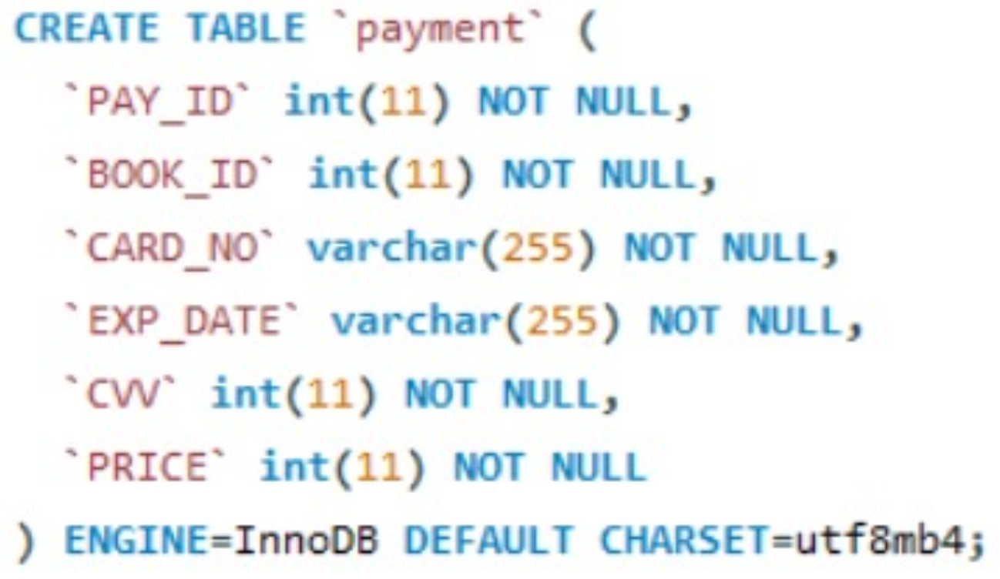 CREATE TABLE `payment` (
`PAY_ID` int(11) NOT NULL,
`BOOK_ID` int(11) NOT NULL,
`CARD_NO` varchar(255) NOT NULL,
`EXP_DATE` varchar(255) NOT NULL,
`CVV` int(11) NOT NULL,
`PRICE` int(11) NOT NULL
) ENGINE=InnoDB DEFAULT CHARSET=utf8mb4;